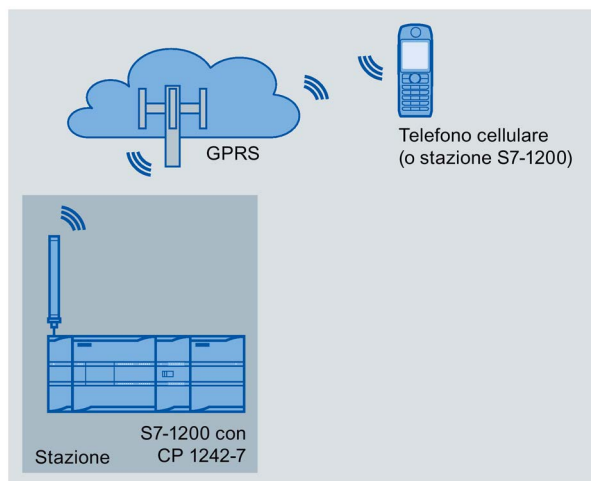 GPRS
Telefono cellulare
(o stazione S7-1200)
S7-1200 con
CP 1242-7
Stazione